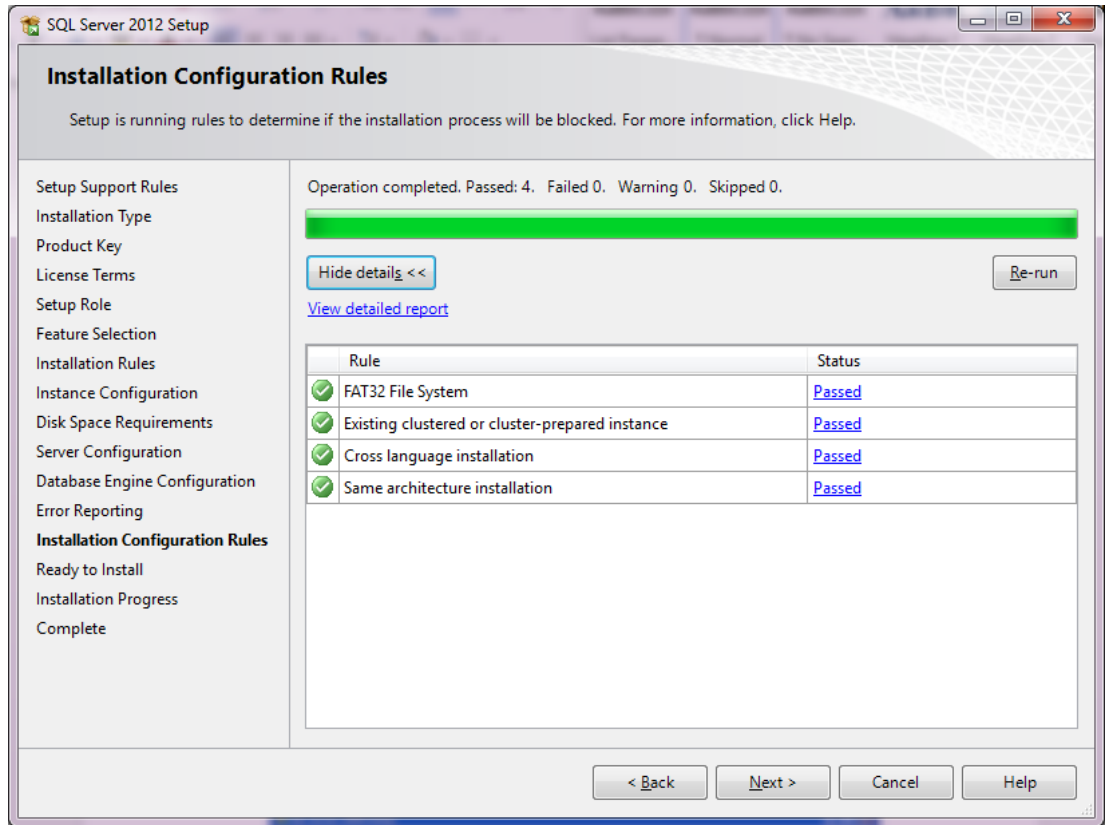 SQL Server 2012 Setup
Installation Configuration Rules
Setup is running rules to determine if the installation process will be blocked. For more information, click Help.
Setup Support Rules
Installation Type
Product Key
License Terms
Setup Role
Feature Selection
Installation Rules
Instance Configuration
Disk Space Requirements
Server Configuration
Database Engine Configuration
Error Reporting
Installation Configuration Rules
Ready to Install
Installation Progress
Complete
Operation completed. Passed: 4. Failed 0. Warning 0. Skipped 0.
Hide details << Re-run
View detailed report
Rule Status
FAT32 File System Passed
Existing clustered or cluster-prepared instance Passed
Cross language installation Passed
Same architecture installation Passed
< Back Next > Cancel Help